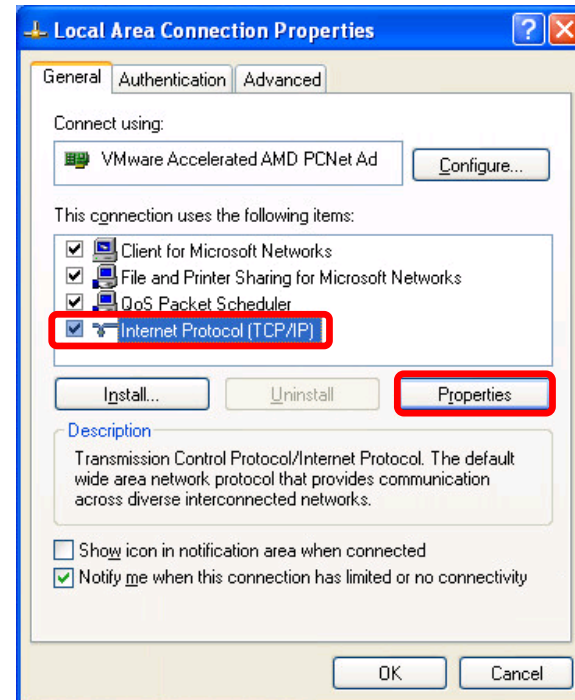 Local Area Connection Properties
General Authentication Advanced
Connect using:
VMware Accelerated AMD PCNet Ad Configure...
This connection uses the following items:
Client for Microsoft Networks
File and Printer Sharing for Microsoft Networks
QoS Packet Scheduler
Internet Protocol (TCP/IP)
Install... Uninstall Properties
Description
Transmission Control Protocol/Internet Protocol. The default
wide area network protocol that provides communication
across diverse interconnected networks.
Show icon in notification area when connected
Notify me when this connection has limited or no connectivity
OK Cancel